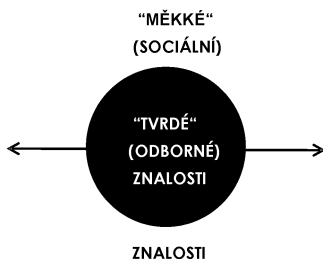 “MĚKKÉ“
(SOCIÁLNÍ)
“TVRDÉ“
(ODBORNÉ)
ZNALOSTI
ZNALOSTI